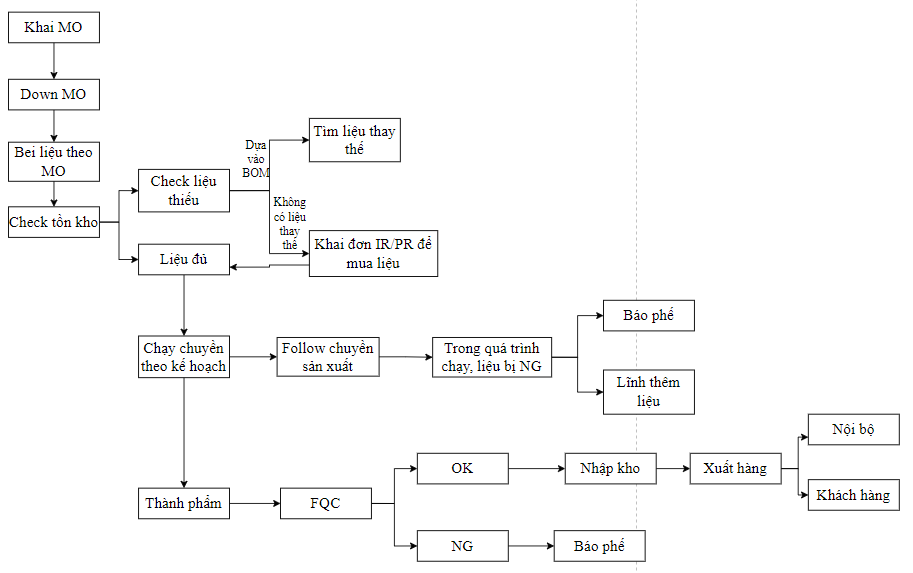 Khai MO
Down MO
Bei liệu theo
MO
Check tồn kho
Check liệu
thiếu
Dựa
vào
BOM
Tìm liệu thay
thế
Không
có liệu
thay
thế
Khai đơn IR/PR để
mua liệu
Liệu đủ
Chạy chuyền
theo kế hoạch
Follow chuyền
sản xuất
Trong quá trình
chạy, liệu bị NG
Báo phế
Lĩnh thêm
liệu
Thành phẩm
FQC
OK
Nhập kho
Xuất hàng
Nội bộ
Khách hàng
NG
Báo phế